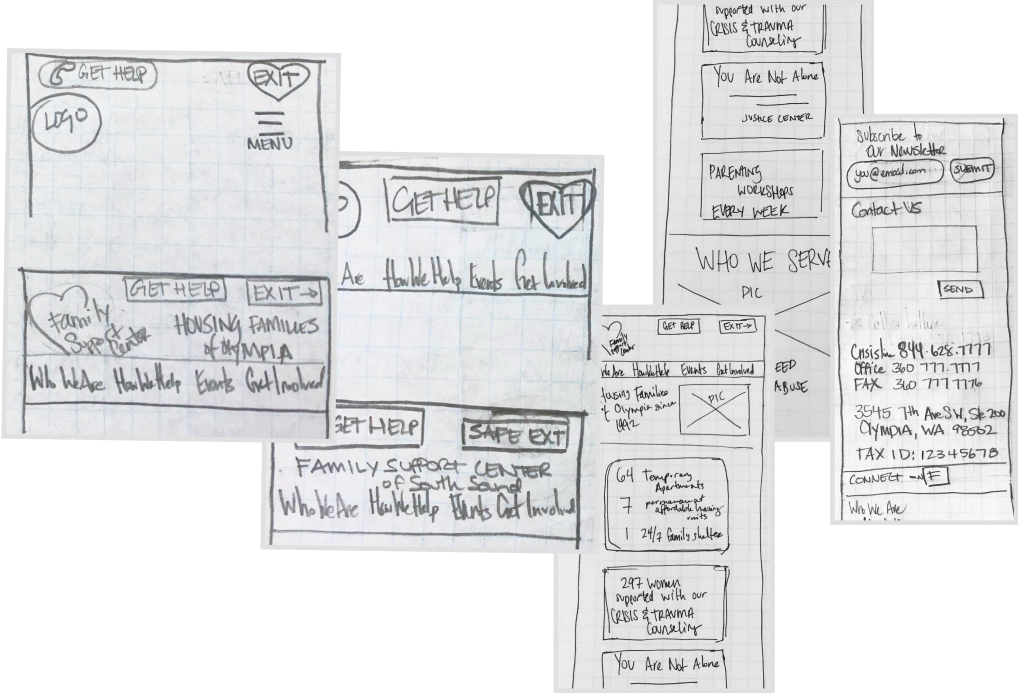 GET HELP
EXIT
LOGO
MENU
GET HELP
EXIT→
Family
Support
Center
HOUSING FAMILIES
of OLYMPIA
Who We Are How We Help Events Get Involved
GET HELP
EXIT
Are How We Help Events Get Involved
GET HELP
SAFE EXT
FAMILY SUPPORT CENTER
of South Sound
Who We Are How We Help Events Get Involved
supported with our
CRISIS & TRAUMA
Counseling
You Are Not Alone
JUSTICE CENTER
PARENTING
WORKSHOPS
EVERY WEEK
WHO WE SERVE
PIC
EED
ABUSE
Family
Support
Center
GET HELP
EXIT→
Who We Are How We Help Events Get Involved
Housing Families
of Olympia since
1992
PIC
64 Temporary
Apartments
7 permanent
affordable housing
units
1 24/7 family shelter
297 women
supported with our
CRISIS & TRAUMA
Counseling
You Are Not Alone
Subscribe to
Our Newsletter
you@email.com
SUBMIT
Contact US
SEND
844.628.7777
Office 360 777.7777
FAX 360 777 7776
3545 7th Ave SW, Ste 200
OLYMPIA, WA 98502
TAX ID: 12345678
CONNECT F
Who We Are